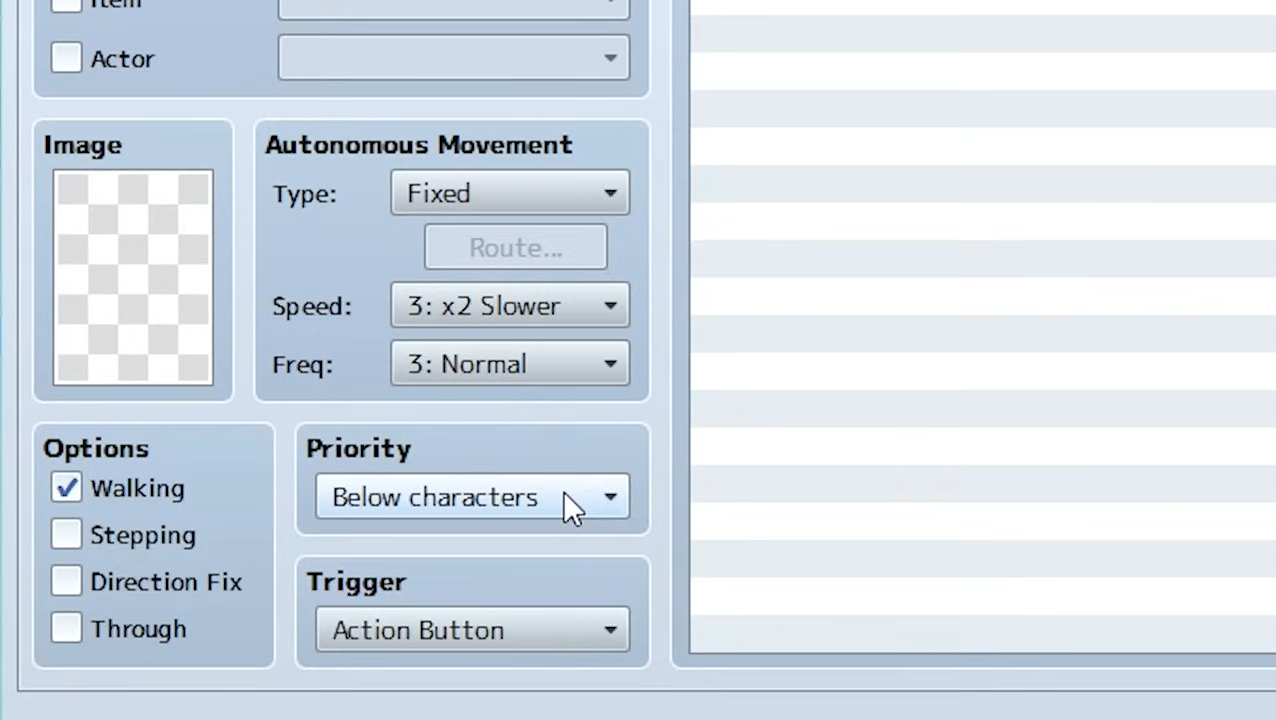 Item
Actor
Image
Autonomous Movement
Type:
Fixed
Route...
Speed:
3: x2 Slower
Freq:
3: Normal
Options
Walking
Stepping
Direction Fix
Through
Priority
Below characters
Trigger
Action Button